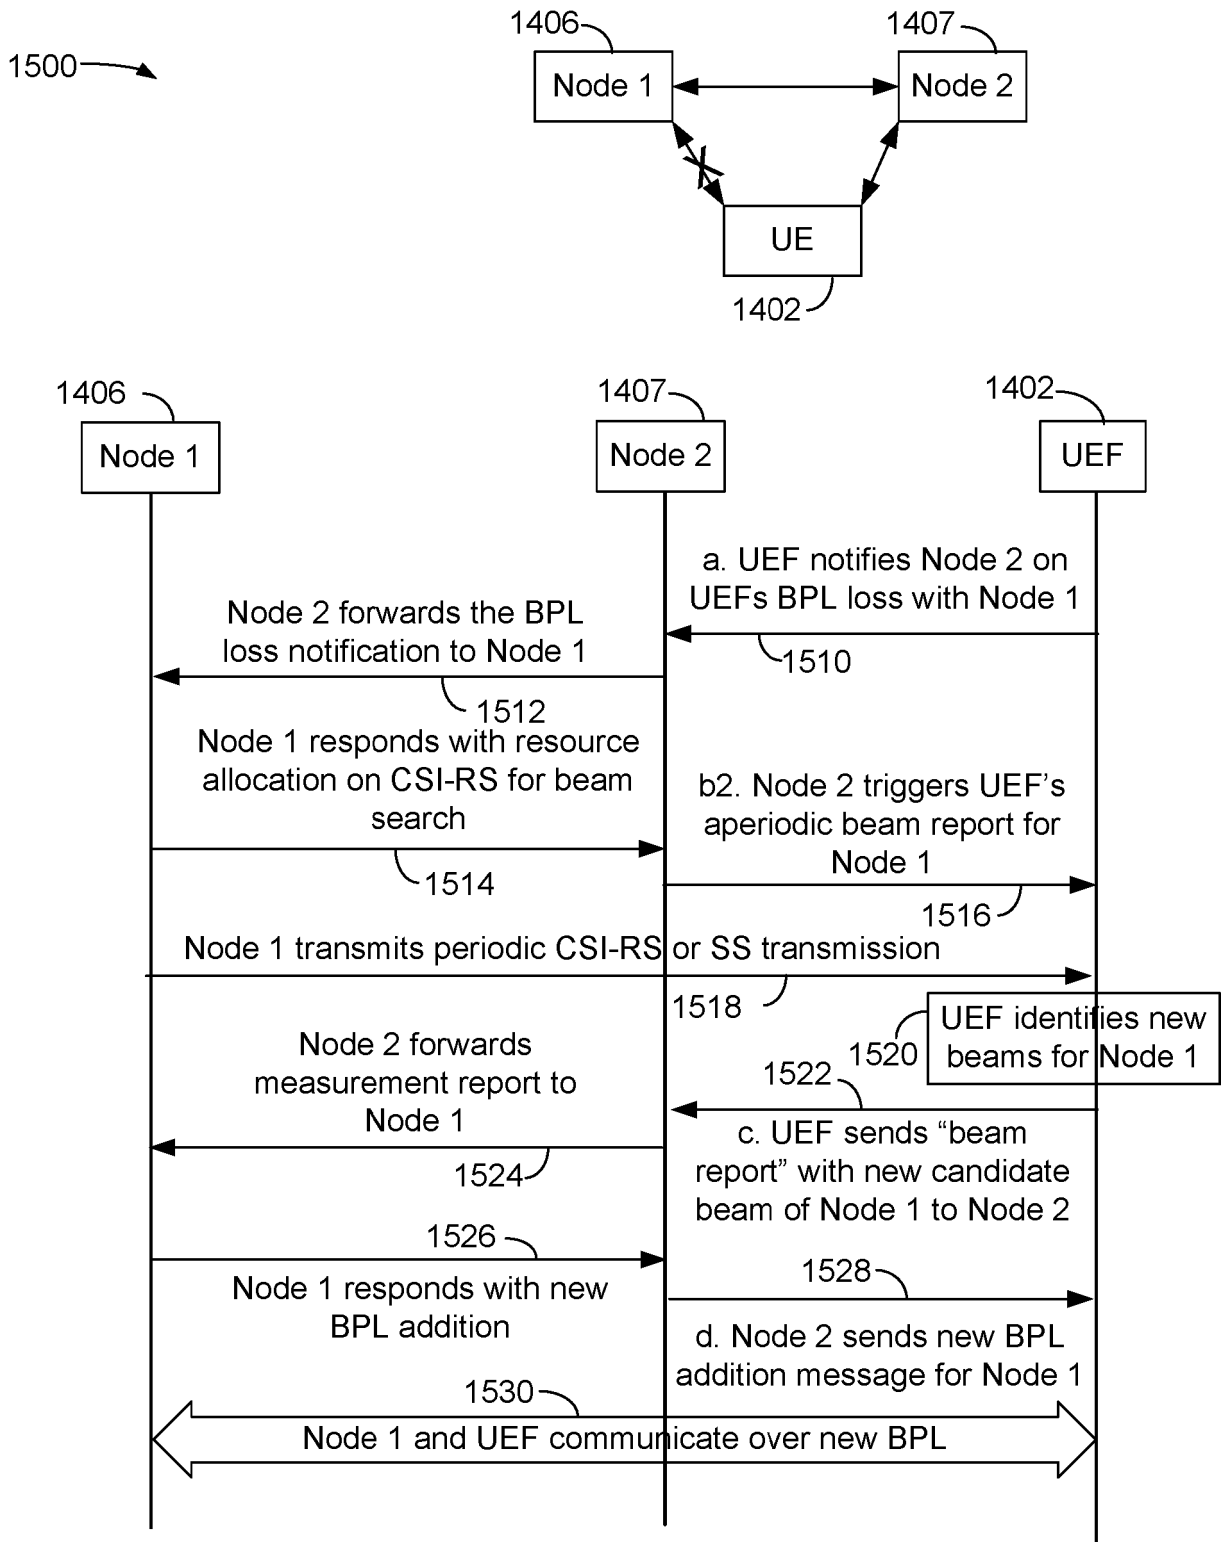 1406
1407
1500
Node 1
Node 2
UE
1402
1406
1407
1402
Node 1
Node 2
UEF
a. UEF notifies Node 2 on
UEFs BPL loss with Node 1
1510
Node 2 forwards the BPL
loss notification to Node 1
1512
Node 1 responds with resource
allocation on CSI-RS for beam
search
1514
b2. Node 2 triggers UEF’s
aperiodic beam report for
Node 1
1516
Node 1 transmits periodic CSI-RS or SS transmission
1518
UEF identifies new
beams for Node 1
1520
1522
Node 2 forwards
measurement report to
Node 1
1524
c. UEF sends “beam
report” with new candidate
beam of Node 1 to Node 2
1526
Node 1 responds with new
BPL addition
1528
d. Node 2 sends new BPL
addition message for Node 1
1530
Node 1 and UEF communicate over new BPL